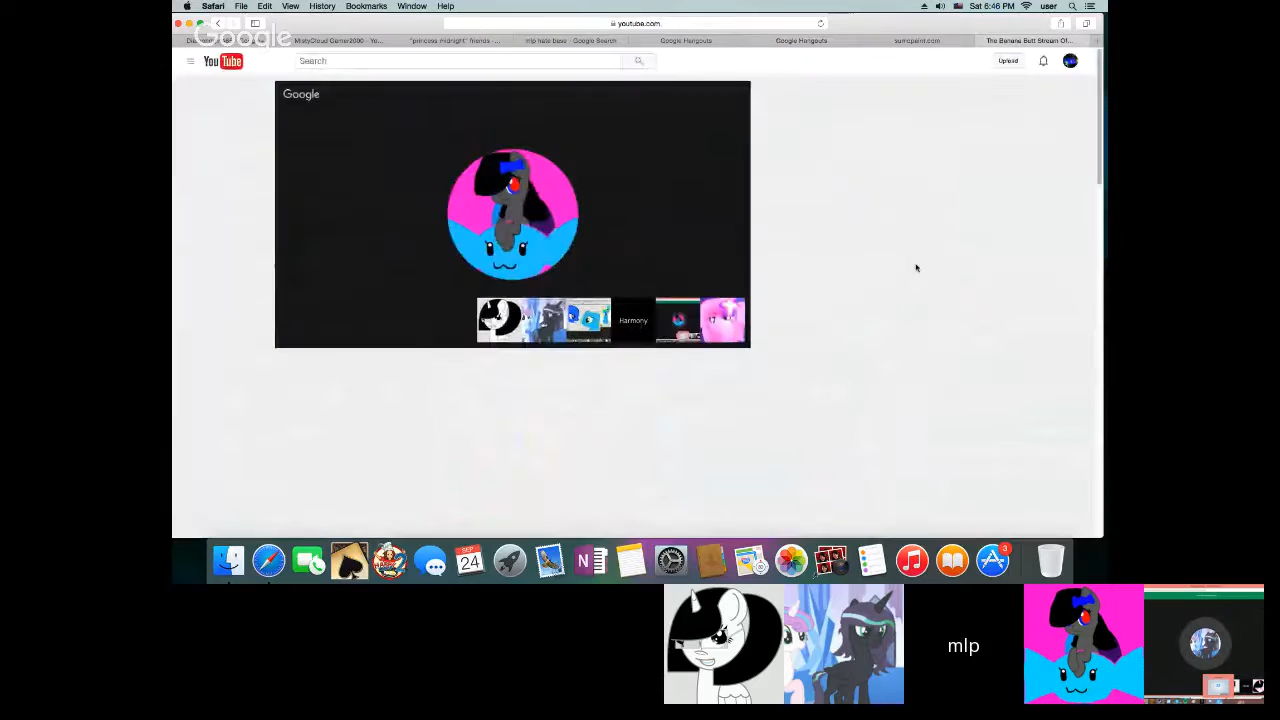 Safari File Edit View History Bookmarks Window Help Sat 6:46 PM user
Google
youtube.com
MistyCloud Gamer2000 - Yo... "princess midnight" friends - ... mlp hate base - Google Search Google Hangouts Google Hangouts sumopaint.com The Banana Butt Stream Of...
YouTube Search Upload
Google
Harmony
SEP
24
3
mlp